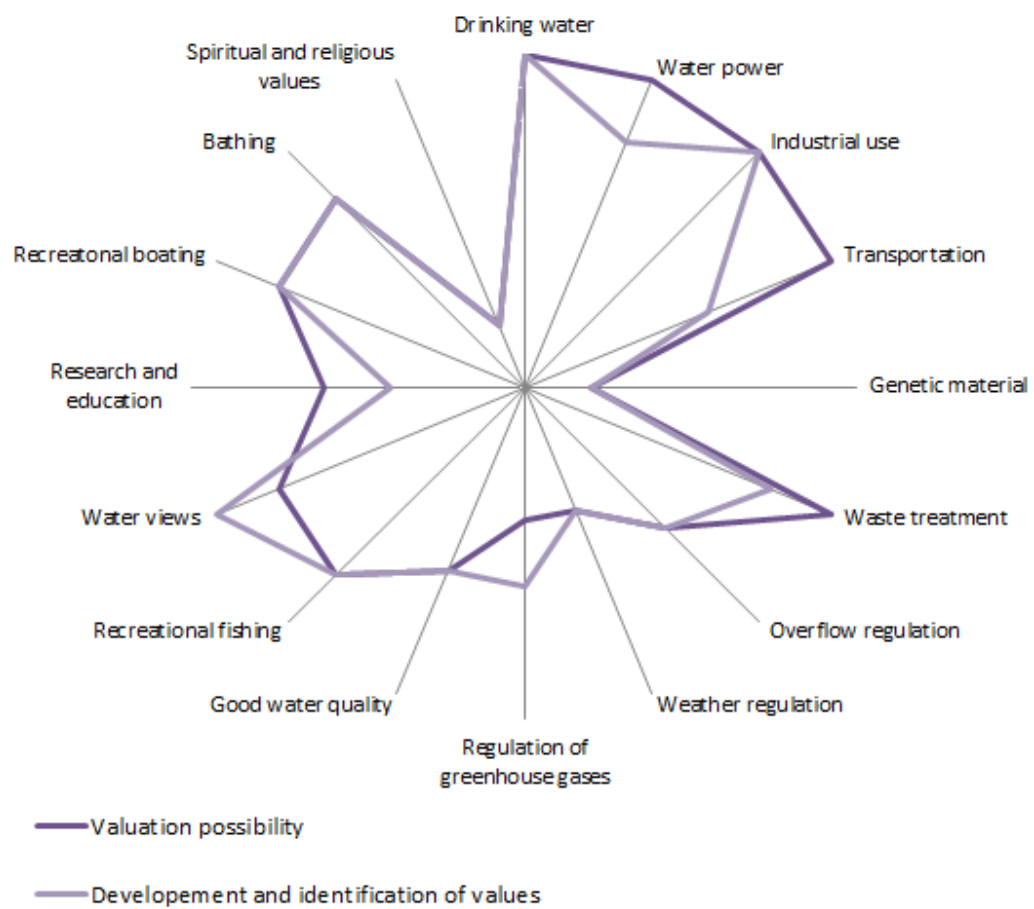 Drinking water
Water power
Industrial use
Transportation
Genetic material
Waste treatment
Overflow regulation
Weather regulation
Regulation of
greenhouse gases
Good water quality
Recreational fishing
Water views
Research and
education
Recreatonal boating
Bathing
Spiritual and religious
values
Valuation possibility
Developement and identification of values